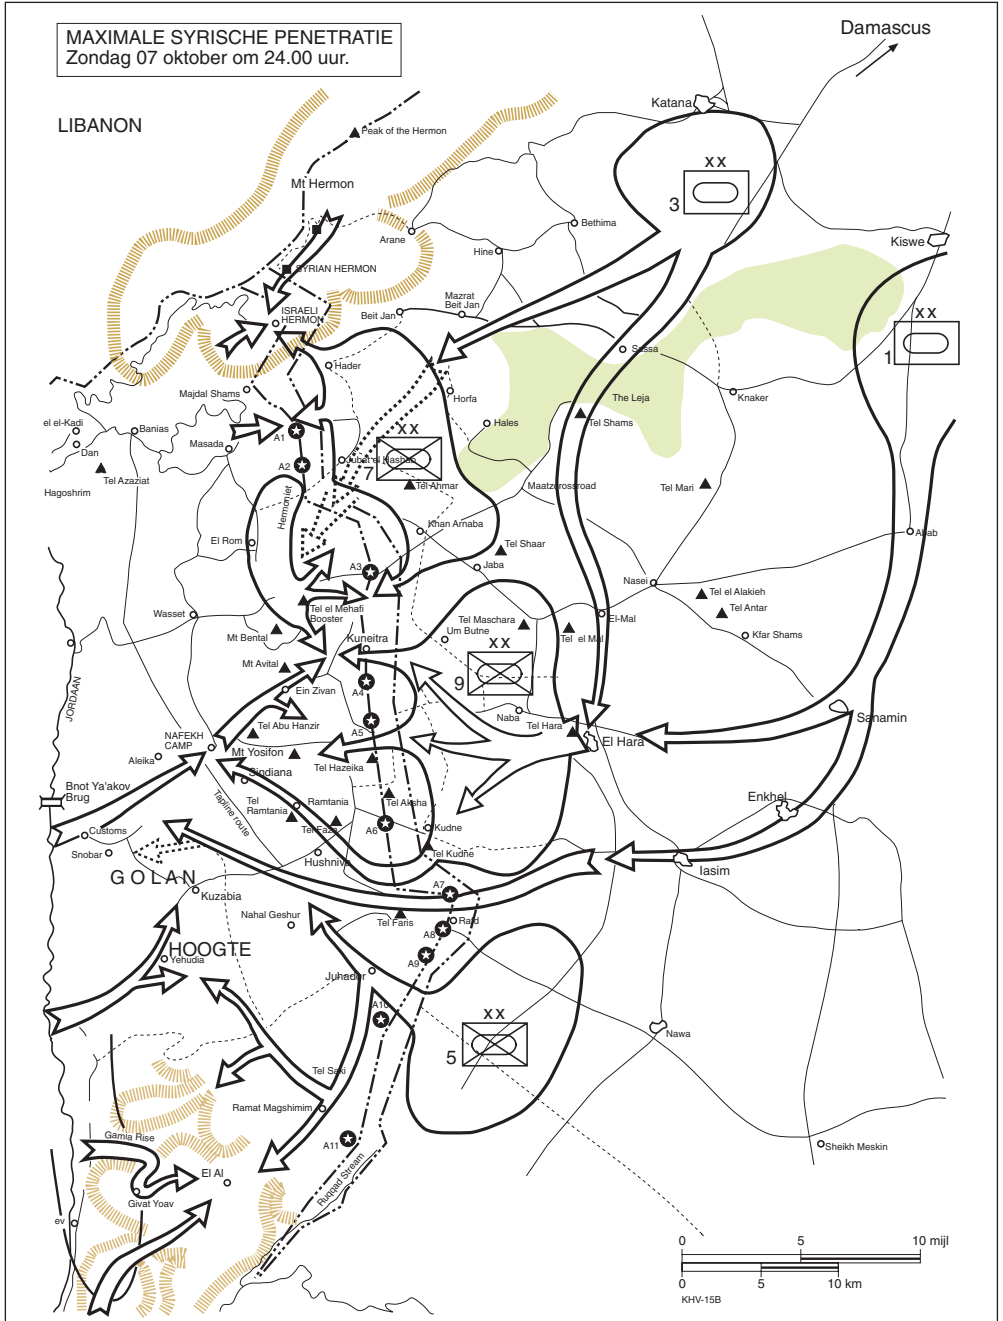 MAXIMALE SYRISCHE PENETRATIE
Zondag 07 oktober om 24.00 uur.
Damascus
LIBANON
Katana
Peak of the Hermon
XX
3
Mt Hermon
Bethima
Arane
Kiswe
Hine
SYRIAN HERMON
Mazrat
Beit Jan
ISRAELI
HERMON
Beit Jan
XX
1
Sassa
Hader
Majdal Shams
Horfa
Knaker
The Leja
Tel Shams
el el-Kadi
Banias
Hales
Dan
Masada
A1
XX
7
Jubat el Hashab
A2
Tel Azaziat
Tel Ahmar
Maatz crossroad
Tel Mari
Hagoshrim
Hermoniet
Khan Arnaba
Ahab
El Rom
Tel Shaar
A3
Jaba
Nasei
Tel el Alakieh
Tel el Mehafi
Booster
Tel Antar
Wasset
El-Mal
Tel Maschara
Mt Bental
Kuneitra
Um Butne
Tel el Mal
Kfar Shams
XX
9
Mt Avital
JORDAAN
A4
Ein Zivan
Naba
Sanamin
Tel Abu Hanzir
A5
Tel Hara
NAFEKH
CAMP
El Hara
Mt Yosifon
Aleika
Tel Hazeika
Sindiana
Bnot Ya'akov
Brug
Tapline route
Tel
Ramtania
Ramtania
Tel Aksha
Enkhel
Customs
Tel Faza
A6
Kudne
Snobar
Hushniya
Tel Kudne
Iasim
GOLAN
Kuzabia
A7
Nahal Geshur
Tel Faris
Rafid
A8
HOOGTE
Yehudia
A9
Juhader
A10
XX
5
Nawa
Tel Saki
Ramat Magshimim
Gamla Rise
A11
Sheikh Meskin
El Al
Ruqqad Stream
Givat Yoav
ev
0 5 10 mijl
0 5 10 km
KHV-15B